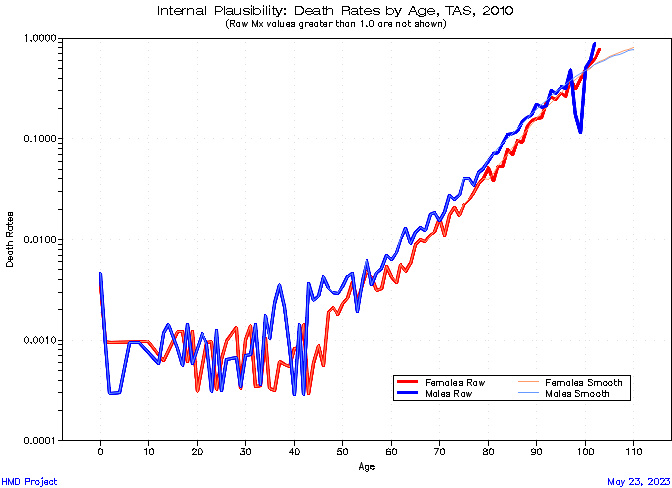 Internal Plausibility: Death Rates by Age, TAS, 2010
(Raw Mx values greater than 1.0 are not shown)
1.0000
0.1000
0.0100
0.0010
0.0001
Death Rates
0 10 20 30 40 50 60 70 80 90 100 110
Age
Females Raw Females Smooth
Males Raw Males Smooth
HMD Project May 23, 2023